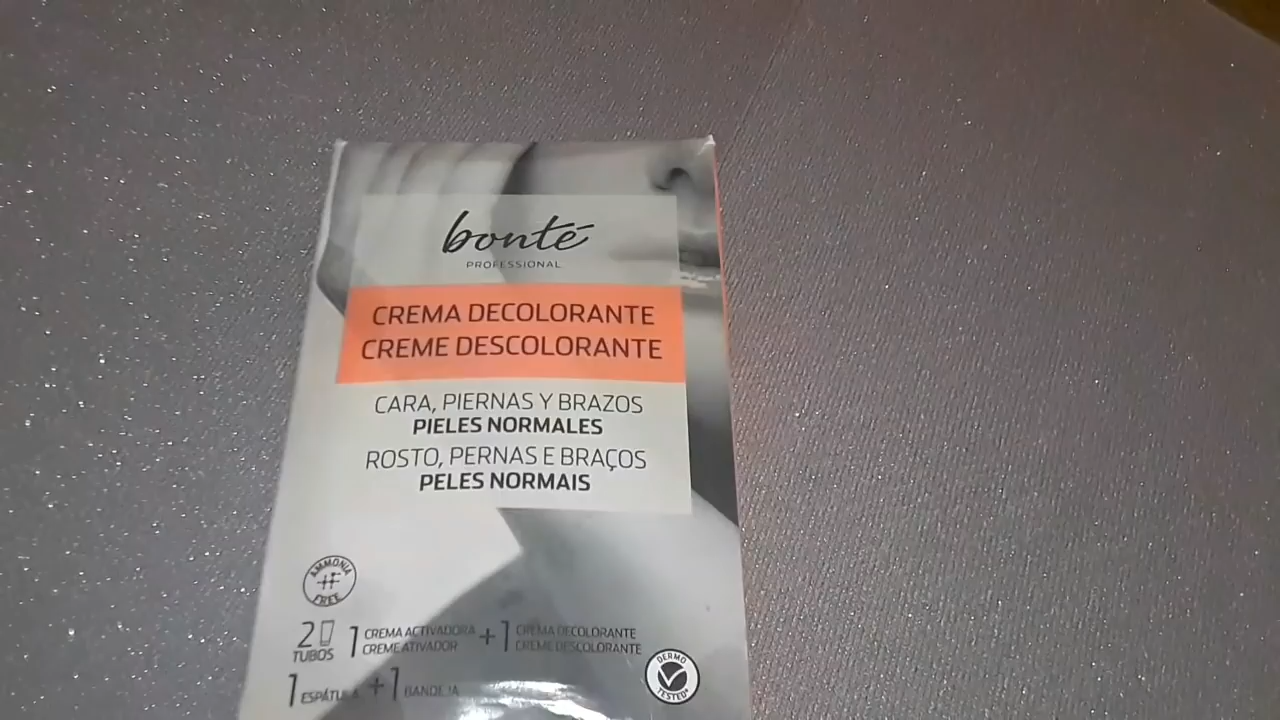 bonté
PROFESSIONAL
CREMA DECOLORANTE
CREME DESCOLORANTE
CARA, PIERNAS Y BRAZOS
PIELES NORMALES
ROSTO, PERNAS E BRAÇOS
PELES NORMAIS
AMMONIA
FREE
2 TUBOS
1 CREMA ACTIVADORA
CREME ATIVADOR
+ 1 CREMA DECOLORANTE
CREME DESCOLORANTE
1 ESPÁTULA + 1 BANDEJA
DERMO
TESTED*